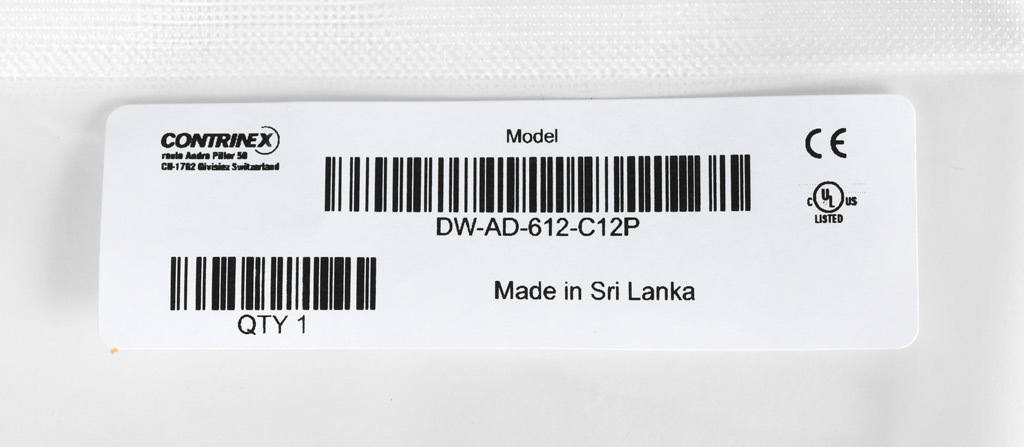 CONTRINEX
route André Piller 50
CH-1762 Givisiez Switzerland
Model
DW-AD-612-C12P
QTY 1
Made in Sri Lanka
CE
C UL US
LISTED